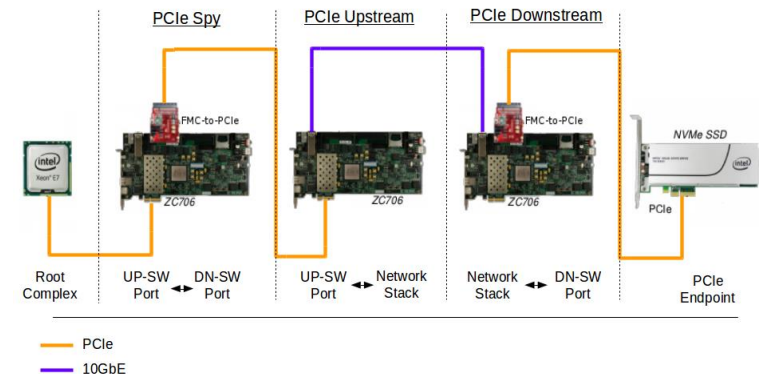 PCIe Spy
PCIe Upstream
PCIe Downstream
FMC-to-PCIe
FMC-to-PCIe
NVMe SSD
intel
Xeon® E7
intel
ZC706
ZC706
ZC706
PCIe
Root
Complex
UP-SW
Port
DN-SW
Port
UP-SW
Port
Network
Stack
Network
Stack
DN-SW
Port
PCIe
Endpoint
PCIe
10GbE